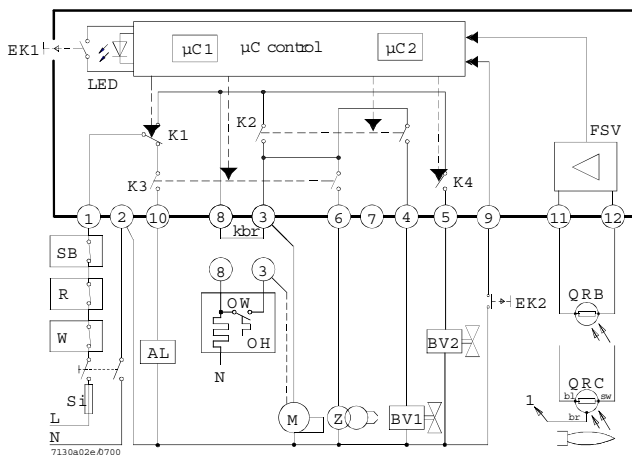 EK1
LED
µC1
µC control
µC2
FSV
K1
K2
K3
K4
1
2
10
8
3
6
7
4
5
9
11
12
kbr
SB
R
W
Si
L
N
8
3
OW
OH
N
AL
M
Z
BV1
BV2
EK2
QRB
QRC
bl
sw
br
1
7130a02e/0700